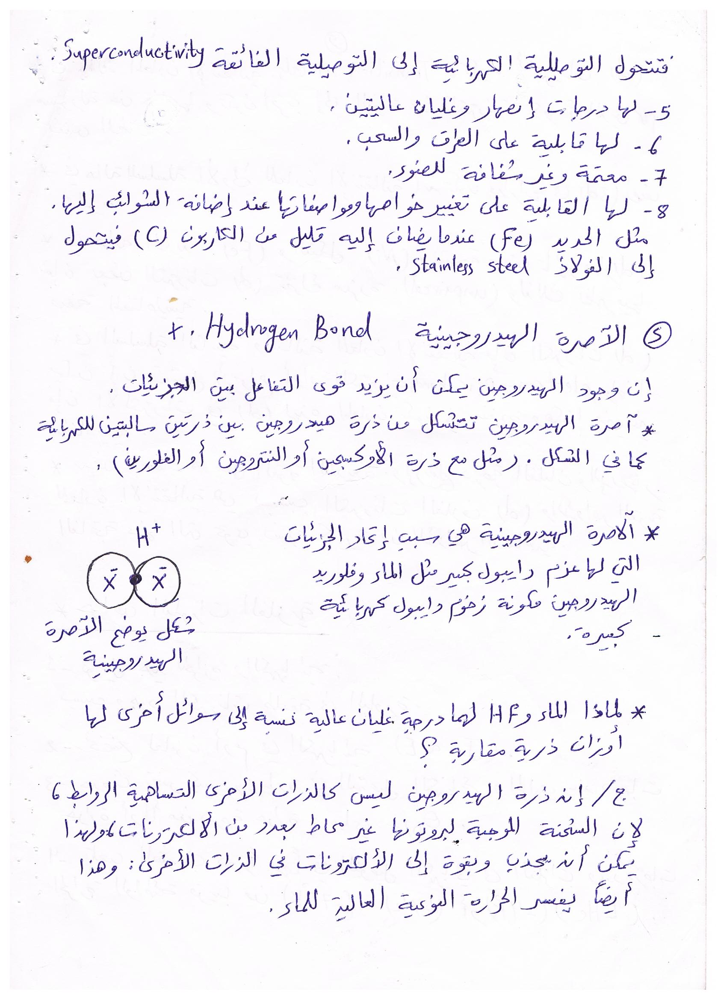 فتتحول التوصيلية الكهربائية إلى التوصيلية الفائقة Superconductivity .
5- لها درجات إنصهار وغليان عاليتين .
6- لها قابلية على الطرق والسحب .
7- معتمة وغير شفافة للضوء .
8- لها القابلية على تغيير خواصها ومواصفاتها عند إضافة الشوائب إليها .
مثل الحديد (Fe) عندما يضاف إليه قليل من الكاربون (C) فيتحول
إلى الفولاذ Stainless steel .
⑤ الآصرة الهيدروجينية Hydrogen Bond . +
إن وجود الهيدروجين يمكن أن يزيد قوى التفاعل بين الجزيئات .
* آصرة الهيدروجين تتشكل من ذرة هيدروجين بين ذرتين سالبتين للكهربائية
كما في الشكل . (مثل مع ذرة الأوكسجين أو النتروجين أو الفلورين) .
* الآصرة الهيدروجينية هي سبب إتحاد الجزئيات
التي لها عزم دايبول كبير مثل الماء وفلوريد
الهيدروجين مكونة زخوم دايبول كهربائية
- كبيرة .
H⁺
X̄ X̄
شكل يوضح الآصرة
الهيدروجينية
* لماذا الماء و HF لهما درجة غليان عالية نسبة إلى سوائل أخرى لها
أوزان ذرية مقاربة ؟
ج/ إن ذرة الهيدروجين ليس كالذرات الأخرى التساهمية الروابط ،
لإن الشحنة الموجبة لبروتونها غير محاط بعدد من الألكترونات ، ولهذا
يمكن أن يجذب وبقوة إلى الألكترونات في الذرات الأخرى : وهذا
أيضاً يفسر الحرارة النوعية العالية للماء .